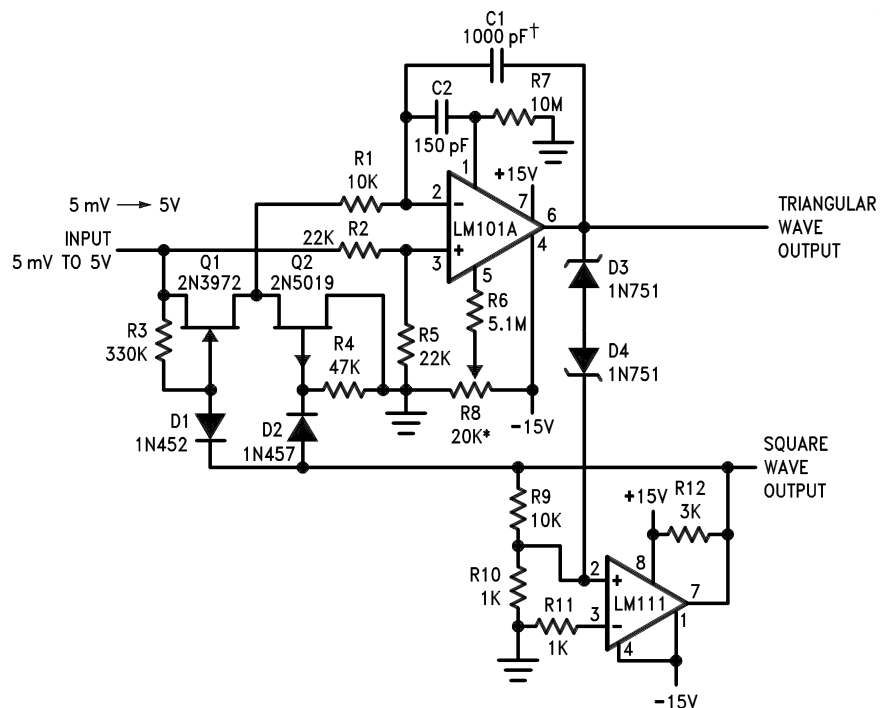 C1
1000 pF†
C2
150 pF
R7
10M
R1
10K
5 mV → 5V
INPUT
5 mV TO 5V
22K
R2
1
2
−
LM101A
+
3
+15V
7
6
4
5
TRIANGULAR
WAVE
OUTPUT
Q1
2N3972
Q2
2N5019
R3
330K
R4
47K
R5
22K
R6
5.1M
R8
20K*
−15V
D3
1N751
D4
1N751
D1
1N452
D2
1N457
SQUARE
WAVE
OUTPUT
R9
10K
R10
1K
R11
1K
+15V
R12
3K
2
+
8
LM111
7
3
−
1
4
−15V